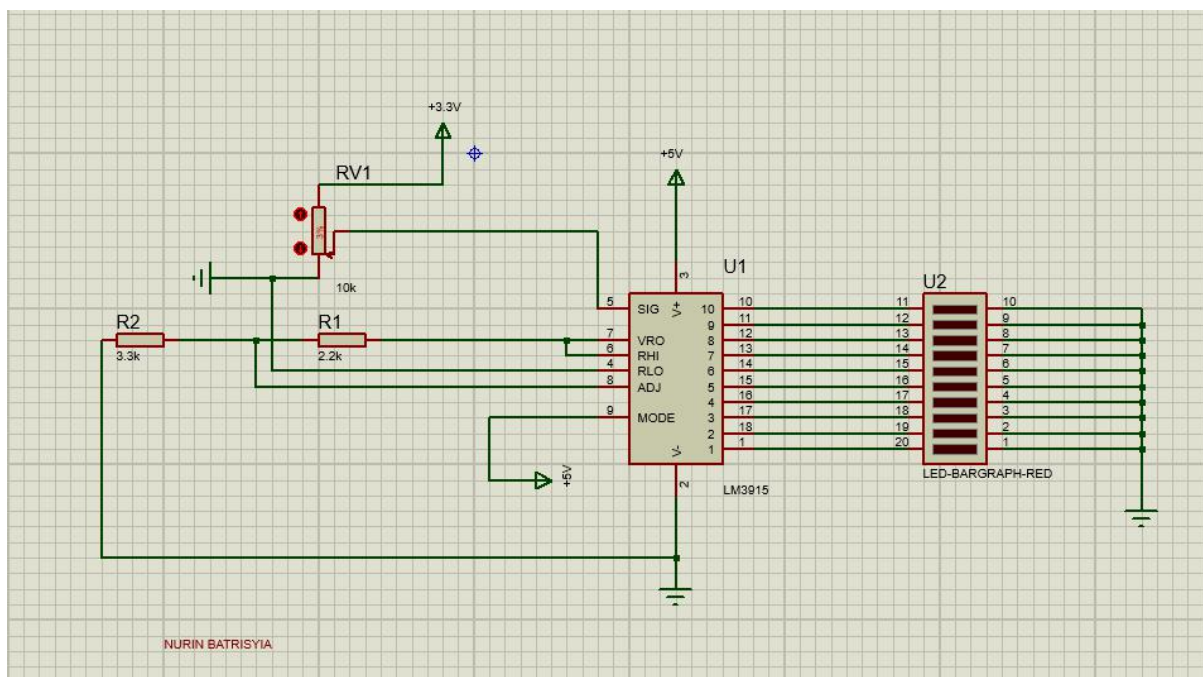 +3.3V
RV1
3%
10k
+5V
R2
3.3k
R1
2.2k
U1
3
5 SIG
7 VRO
6 RHI
4 RLO
8 ADJ
9 MODE
V+
V-
10 10
9 11
8 12
7 13
6 14
5 15
4 16
3 17
2 18
1 1
2
LM3915
+5V
U2
11 10
12 9
13 8
14 7
15 6
16 5
17 4
18 3
19 2
20 1
LED-BARGRAPH-RED
NURIN BATRISYIA